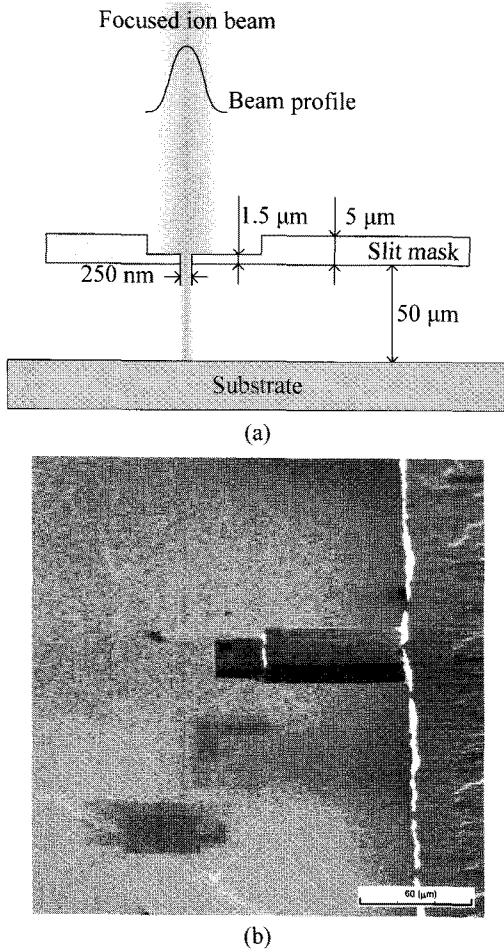 Focused ion beam
Beam profile
1.5 μm
5 μm
Slit mask
250 nm
50 μm
Substrate
(a)
60 (μm)
(b)